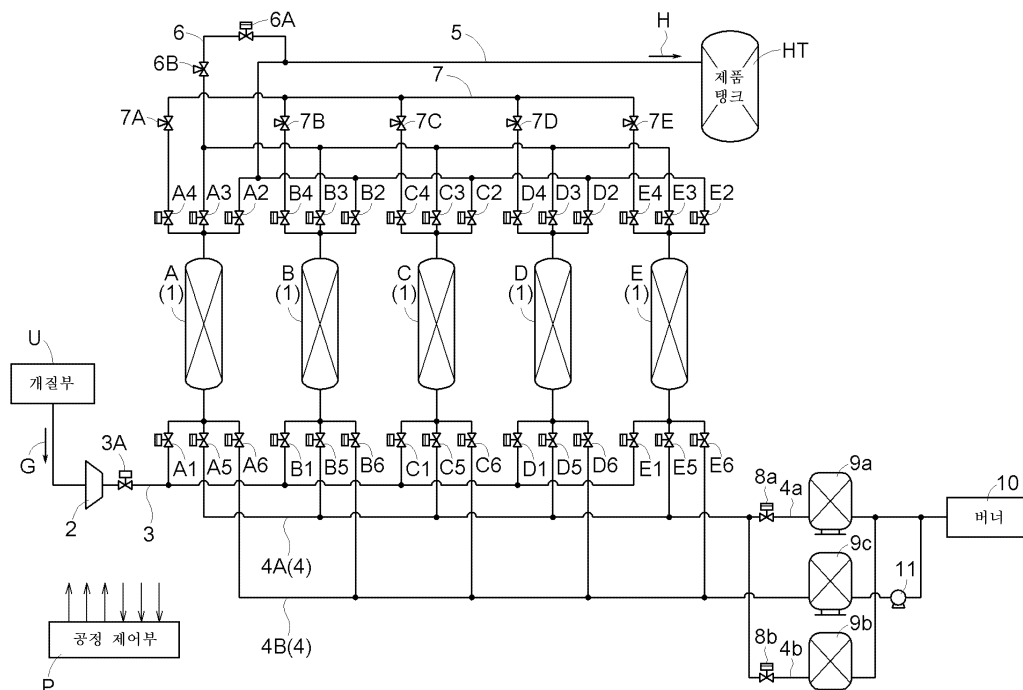 6A
6
5
H
HT
6B
제품
탱크
7
7A
7B
7C
7D
7E
A4
A3
A2
B4
B3
B2
C4
C3
C2
D4
D3
D2
E4
E3
E2
A
(1)
B
(1)
C
(1)
D
(1)
E
(1)
U
개질부
G
3A
2
3
A1
A5
A6
B1
B5
B6
C1
C5
C6
D1
D5
D6
E1
E5
E6
8a
4a
9a
10
버너
4A(4)
9c
11
4B(4)
8b
4b
9b
공정 제어부
P